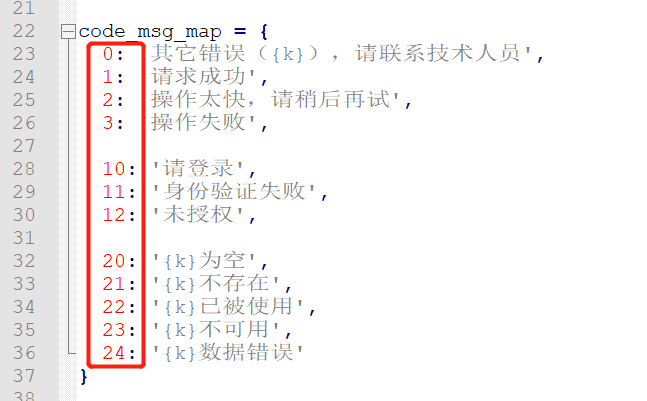 21
22 code_msg_map = {
23 0: 其它错误（{k}），请联系技术人员',
24 1: 请求成功',
25 2: 操作太快，请稍后再试',
26 3: 操作失败',
27
28 10: '请登录',
29 11: '身份验证失败',
30 12: '未授权',
31
32 20: '{k}为空',
33 21: '{k}不存在',
34 22: '{k}已被使用',
35 23: '{k}不可用',
36 24: '{k}数据错误'
37 }
38